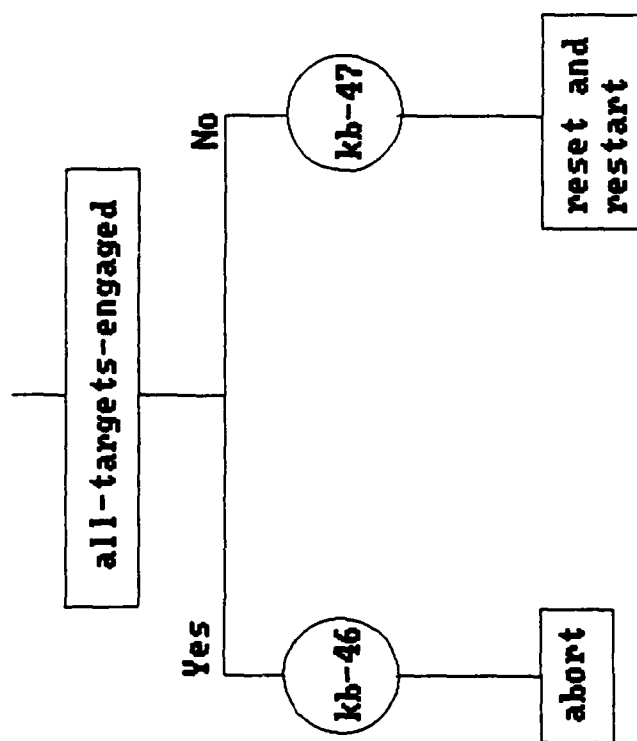 all-targets-engaged
Yes
No
kb-46
kb-47
abort
reset and
restart